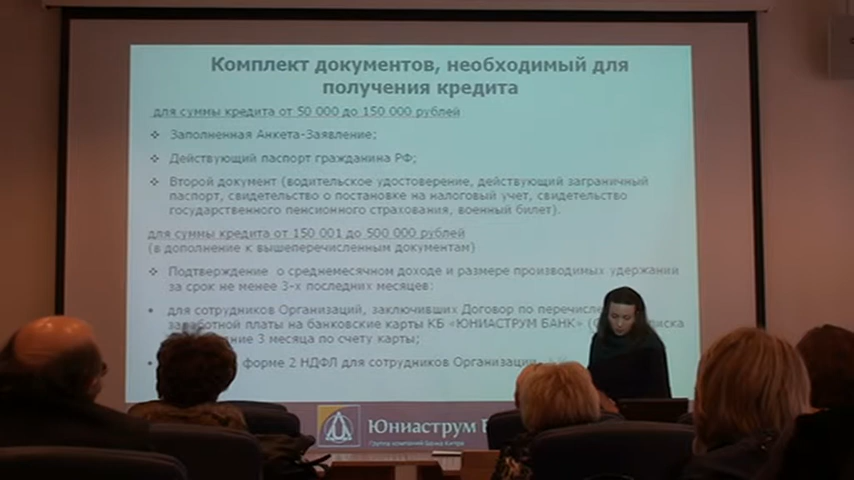 Комплект документов, необходимый для
получения кредита
для суммы кредита от 50 000 до 150 000 рублей
❖ Заполненная Анкета-Заявление;
❖ Действующий паспорт гражданина РФ;
❖ Второй документ (водительское удостоверение, действующий заграничный
паспорт, свидетельство о постановке на налоговый учет, свидетельство
государственного пенсионного страхования, военный билет).
для суммы кредита от 150 001 до 500 000 рублей
(в дополнение к вышеперечисленным документам)
❖ Подтверждение о среднемесячном доходе и размере производимых удержаний
за срок не менее 3-х последних месяцев:
• для сотрудников Организаций, заключивших Договор по
заработной платы на банковские карты КБ «ЮНИАСТРУМ БАНК»
3 месяца по счету карты;
• форме 2 НДФЛ для сотрудников Организации
Юниаструм
Группа компаний Банка Кипра